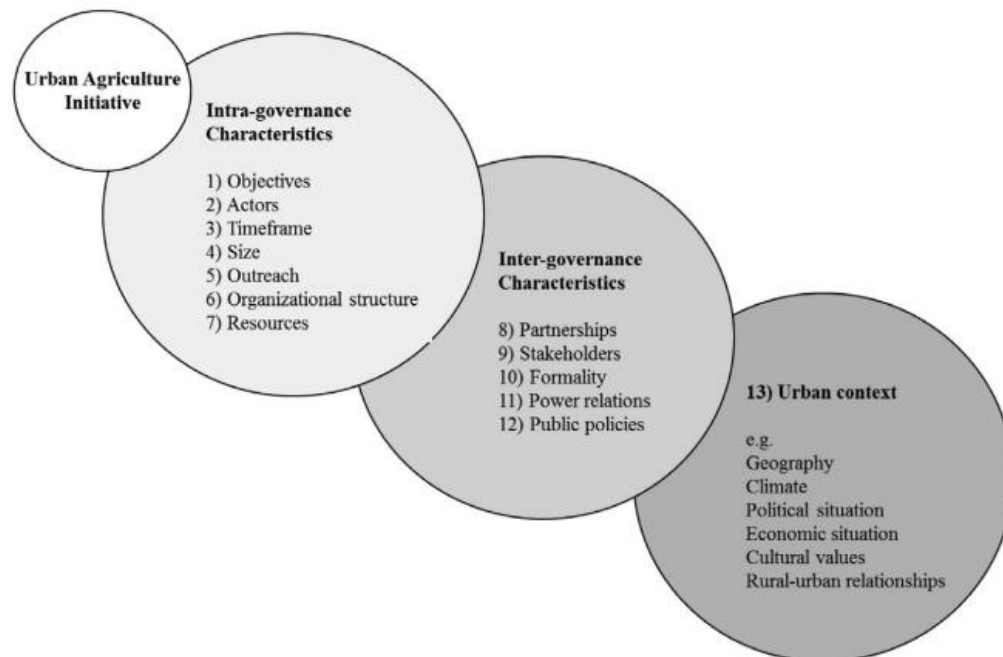 Urban Agriculture
Initiative
Intra-governance
Characteristics
1) Objectives
2) Actors
3) Timeframe
4) Size
5) Outreach
6) Organizational structure
7) Resources
Inter-governance
Characteristics
8) Partnerships
9) Stakeholders
10) Formality
11) Power relations
12) Public policies
13) Urban context
e.g.
Geography
Climate
Political situation
Economic situation
Cultural values
Rural-urban relationships